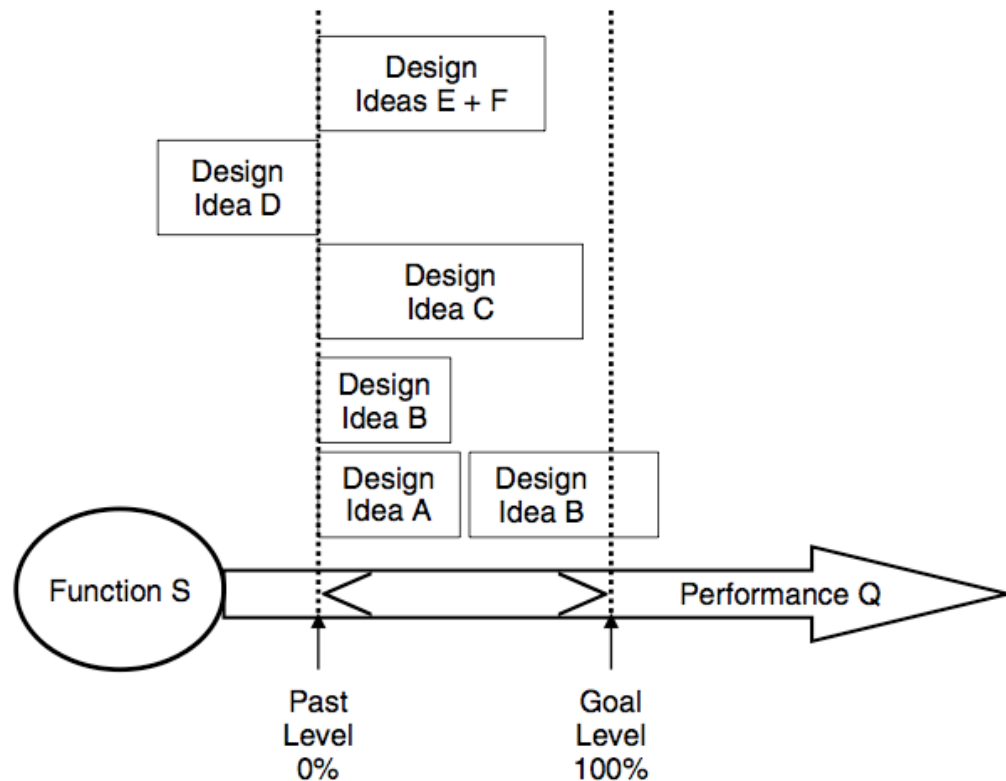 Design
Ideas E + F
Design
Idea D
Design
Idea C
Design
Idea B
Design
Idea A
Design
Idea B
Function S
Performance Q
Past
Level
0%
Goal
Level
100%